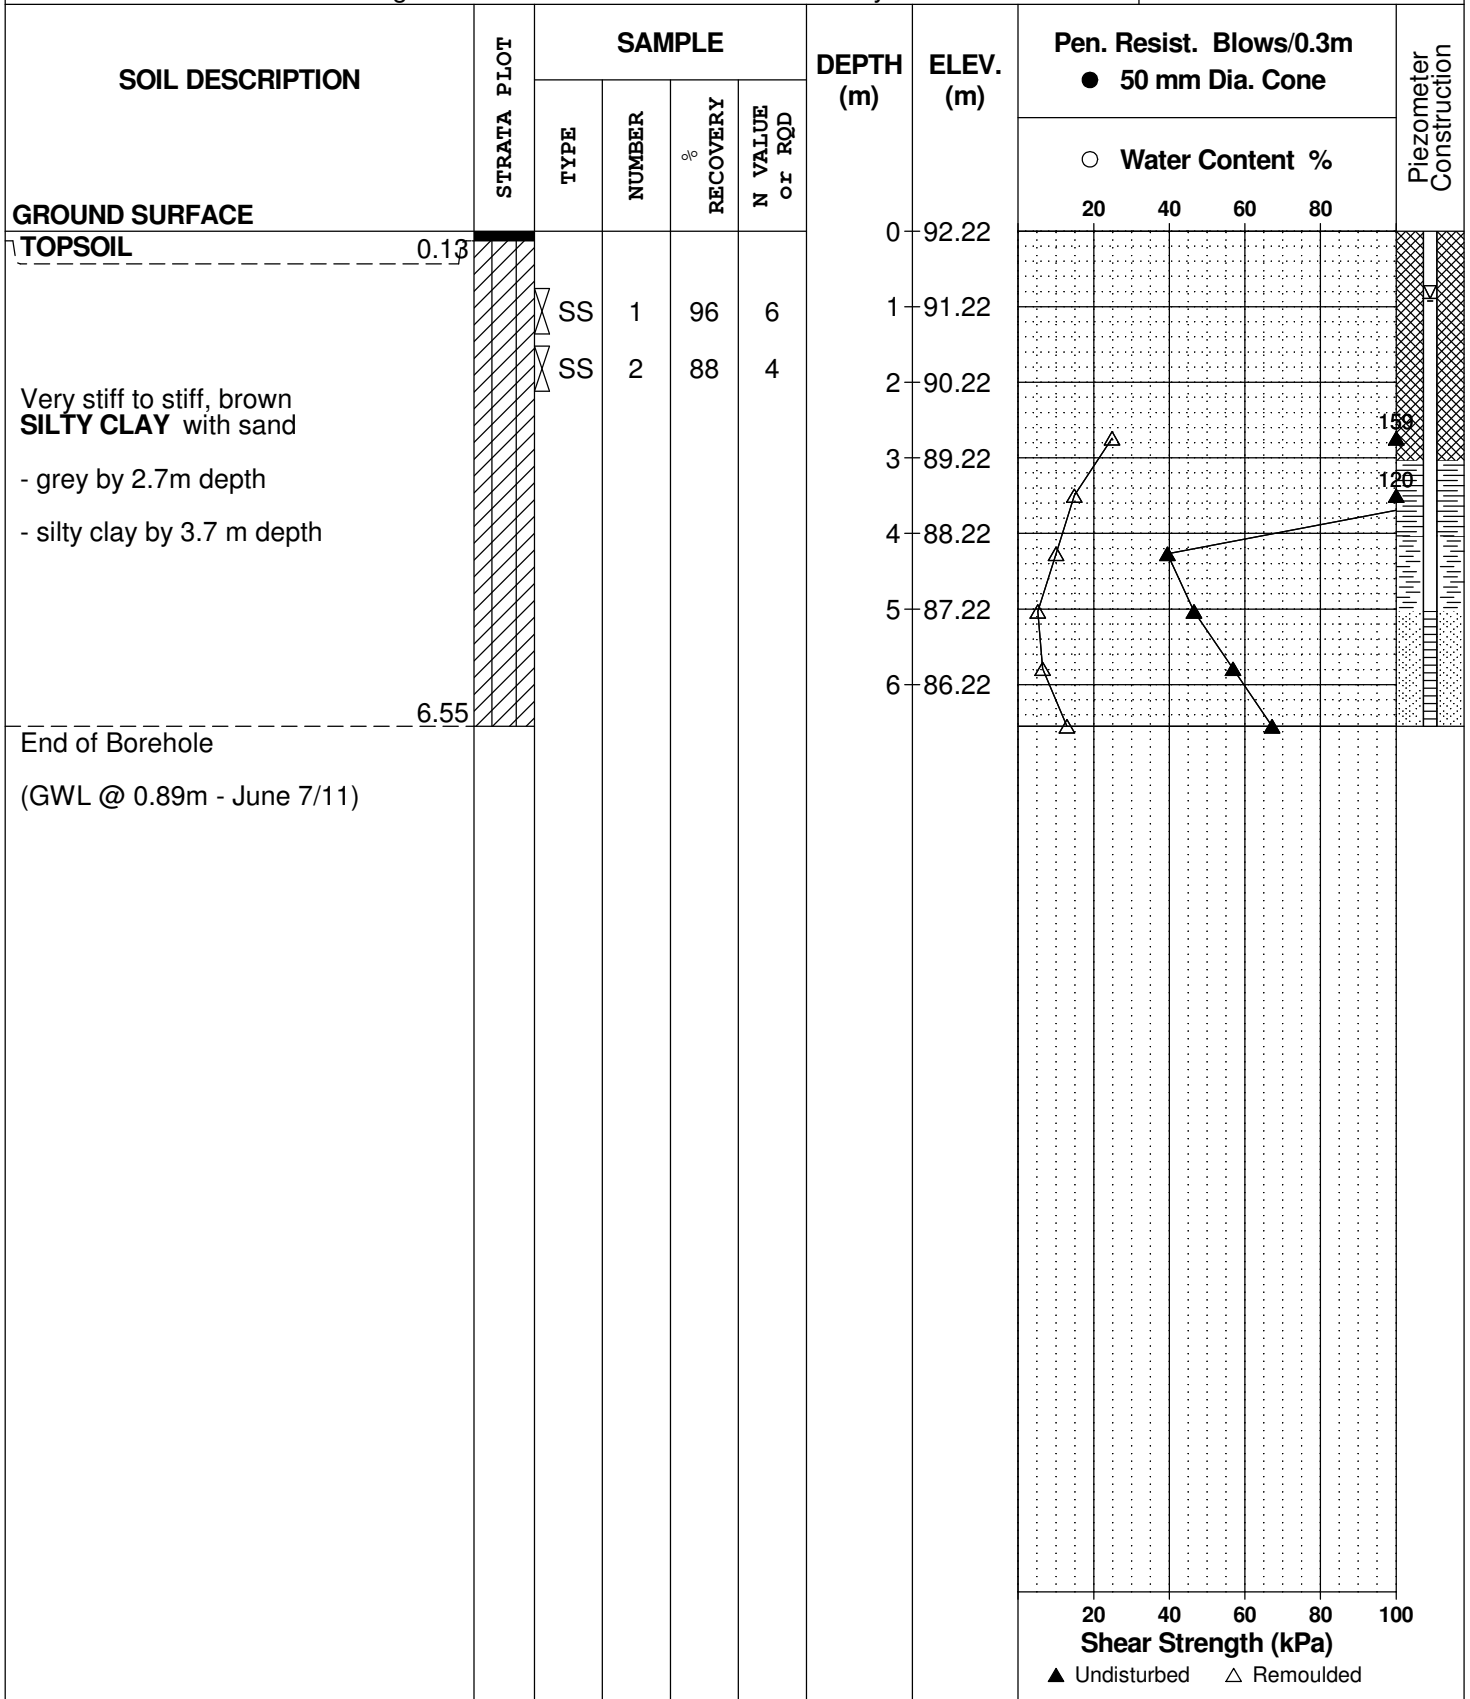 SOIL DESCRIPTION
STRATA PLOT
SAMPLE
TYPE
NUMBER
%
RECOVERY
N VALUE
or RQD
DEPTH
(m)
ELEV.
(m)
Pen. Resist. Blows/0.3m
● 50 mm Dia. Cone
○ Water Content %
20 40 60 80
Piezometer
Construction
GROUND SURFACE
0 92.22
TOPSOIL 0.13
SS 1 96 6
1 91.22
SS 2 88 4
2 90.22
Very stiff to stiff, brown
SILTY CLAY with sand
159
3 89.22
- grey by 2.7m depth
120
- silty clay by 3.7 m depth
4 88.22
5 87.22
6 86.22
6.55
End of Borehole
(GWL @ 0.89m - June 7/11)
20 40 60 80 100
Shear Strength (kPa)
▲ Undisturbed △ Remoulded